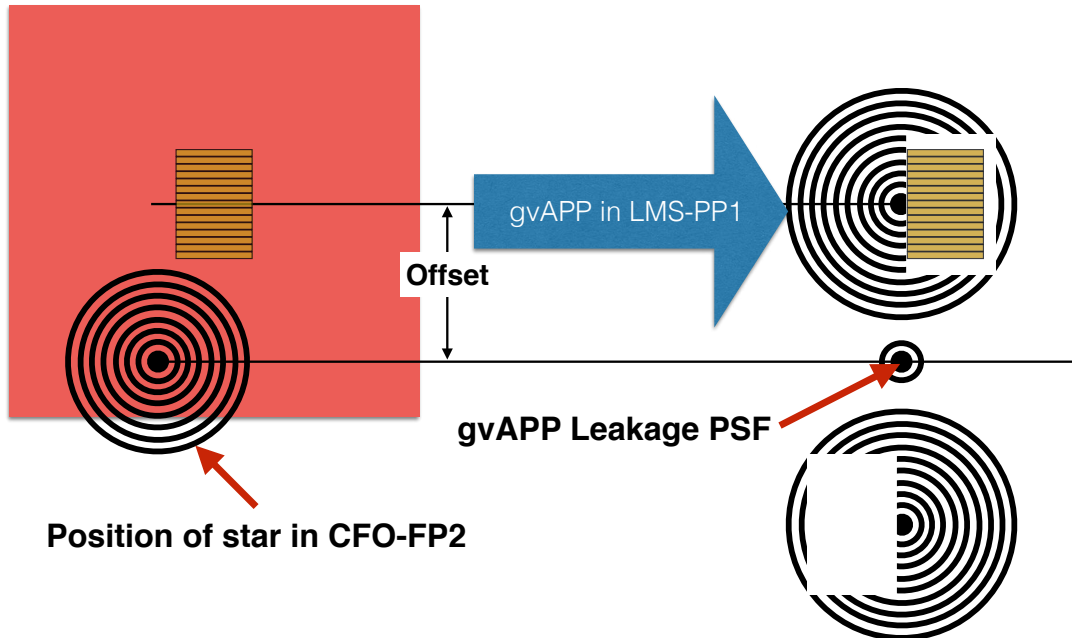 gvAPP in LMS-PP1
Offset
gvAPP Leakage PSF
Position of star in CFO-FP2